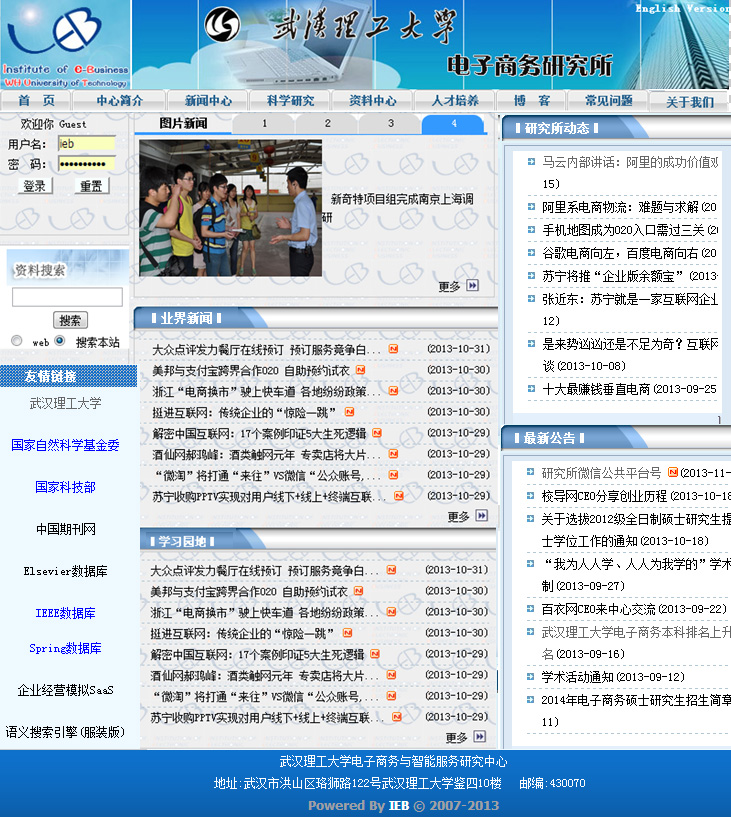 English Version
武汉理工大学
Institute of e-Business
WH University of Technology
电子商务研究所
首 页
中心简介
新闻中心
科学研究
资料中心
人才培养
博 客
常见问题
关于我们
欢迎你 Guest
用户名： ieb
密 码： ••••••••••
登录
重置
资料搜索
搜索
web 搜索本站
友情链接
武汉理工大学
国家自然科学基金委
国家科技部
中国期刊网
Elsevier数据库
IEEE数据库
Spring数据库
企业经营模拟SaaS
语义搜索引擎(服装版)
图片新闻
1
2
3
4
新奇特项目组完成南京上海调
研
更多
业界新闻
大众点评发力餐厅在线预订 预订服务竟争白... (2013-10-31)
美邦与支付宝跨界合作O2O 自助预约试衣 (2013-10-30)
浙江“电商换市”驶上快车道 各地纷纷政策... (2013-10-30)
挺进互联网：传统企业的“惊险一跳” (2013-10-30)
解密中国互联网：17个案例印证5大生死逻辑 (2013-10-29)
酒仙网郝鸿峰：酒类触网元年 专卖店将大片... (2013-10-29)
“微淘”将打通“来往”VS微信“公众账号,... (2013-10-29)
苏宁收购PPTV实现对用户线下+线上+终端互联... (2013-10-29)
更多
学习园地
大众点评发力餐厅在线预订 预订服务竟争白... (2013-10-31)
美邦与支付宝跨界合作O2O 自助预约试衣 (2013-10-30)
浙江“电商换市”驶上快车道 各地纷纷政策... (2013-10-30)
挺进互联网：传统企业的“惊险一跳” (2013-10-30)
解密中国互联网：17个案例印证5大生死逻辑 (2013-10-29)
酒仙网郝鸿峰：酒类触网元年 专卖店将大片... (2013-10-29)
“微淘”将打通“来往”VS微信“公众账号,... (2013-10-29)
苏宁收购PPTV实现对用户线下+线上+终端互联... (2013-10-29)
更多
研究所动态
马云内部讲话：阿里的成功价值观
15)
阿里系电商物流：难题与求解(20
手机地图成为O2O入口需过三关(20
谷歌电商向左，百度电商向右(20
苏宁将推“企业版余额宝”(2013-
张近东：苏宁就是一家互联网企业
12)
是来势凶凶还是不足为奇？互联网
谈(2013-10-08)
十大最赚钱垂直电商(2013-09-25
最新公告
研究所微信公共平台号 (2013-11-
校导网CEO分享创业历程(2013-10-18
关于选拔2012级全日制硕士研究生提
士学位工作的通知(2013-10-18)
“我为人人学、人人为我学的”学术
制(2013-09-27)
百衣网CEO来中心交流(2013-09-22)
武汉理工大学电子商务本科排名上升
名(2013-09-16)
学术活动通知(2013-09-12)
2014年电子商务硕士研究生招生简章
11)
武汉理工大学电子商务与智能服务研究中心
地址:武汉市洪山区珞狮路122号武汉理工大学鉴四10楼 邮编:430070
Powered By IEB © 2007-2013